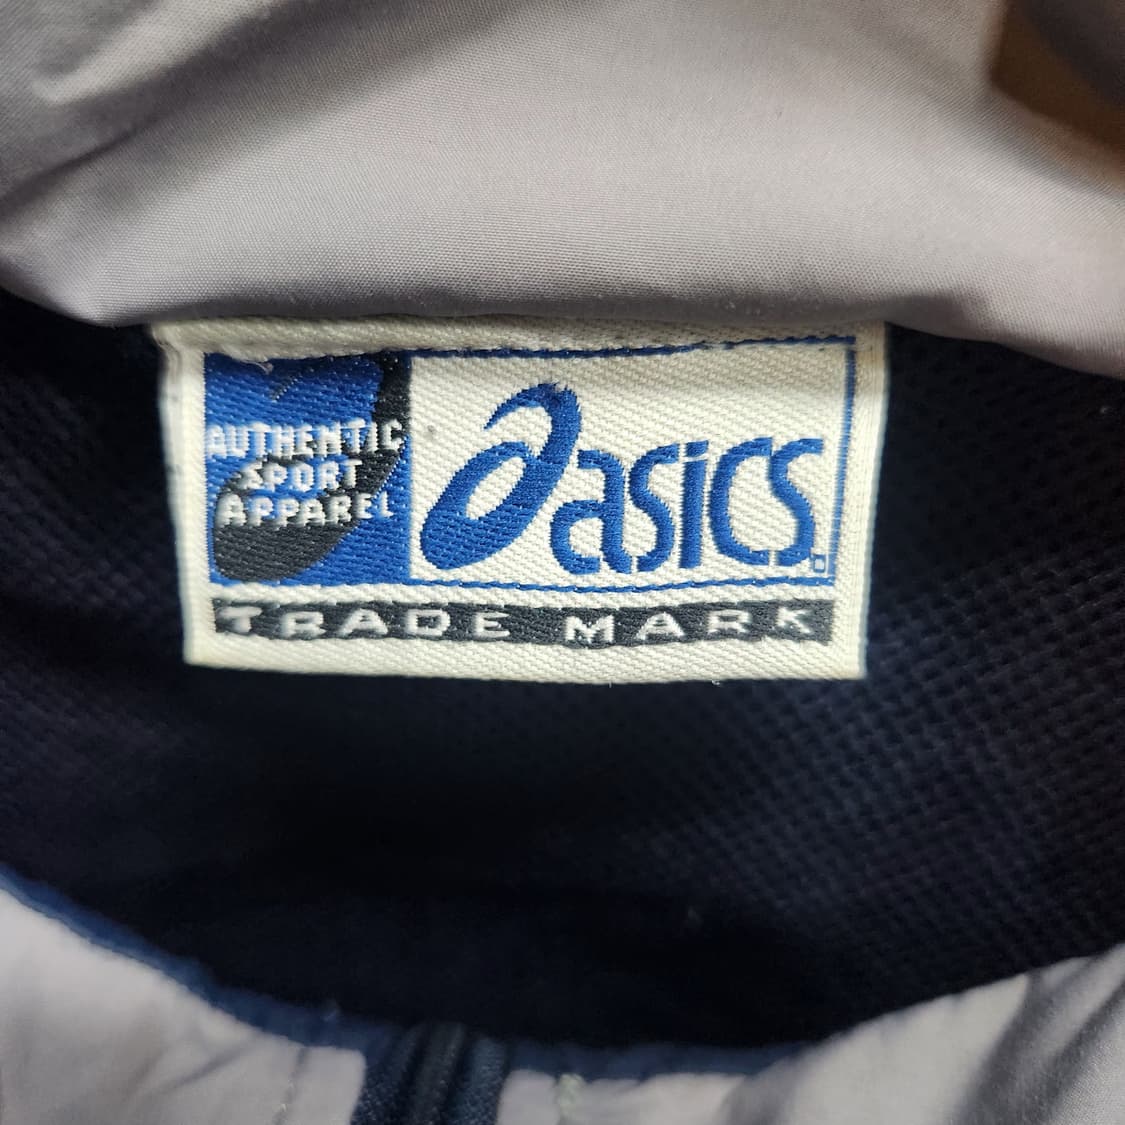 AUTHENTIC
SPORT
APPAREL
asics
TRADE MARK